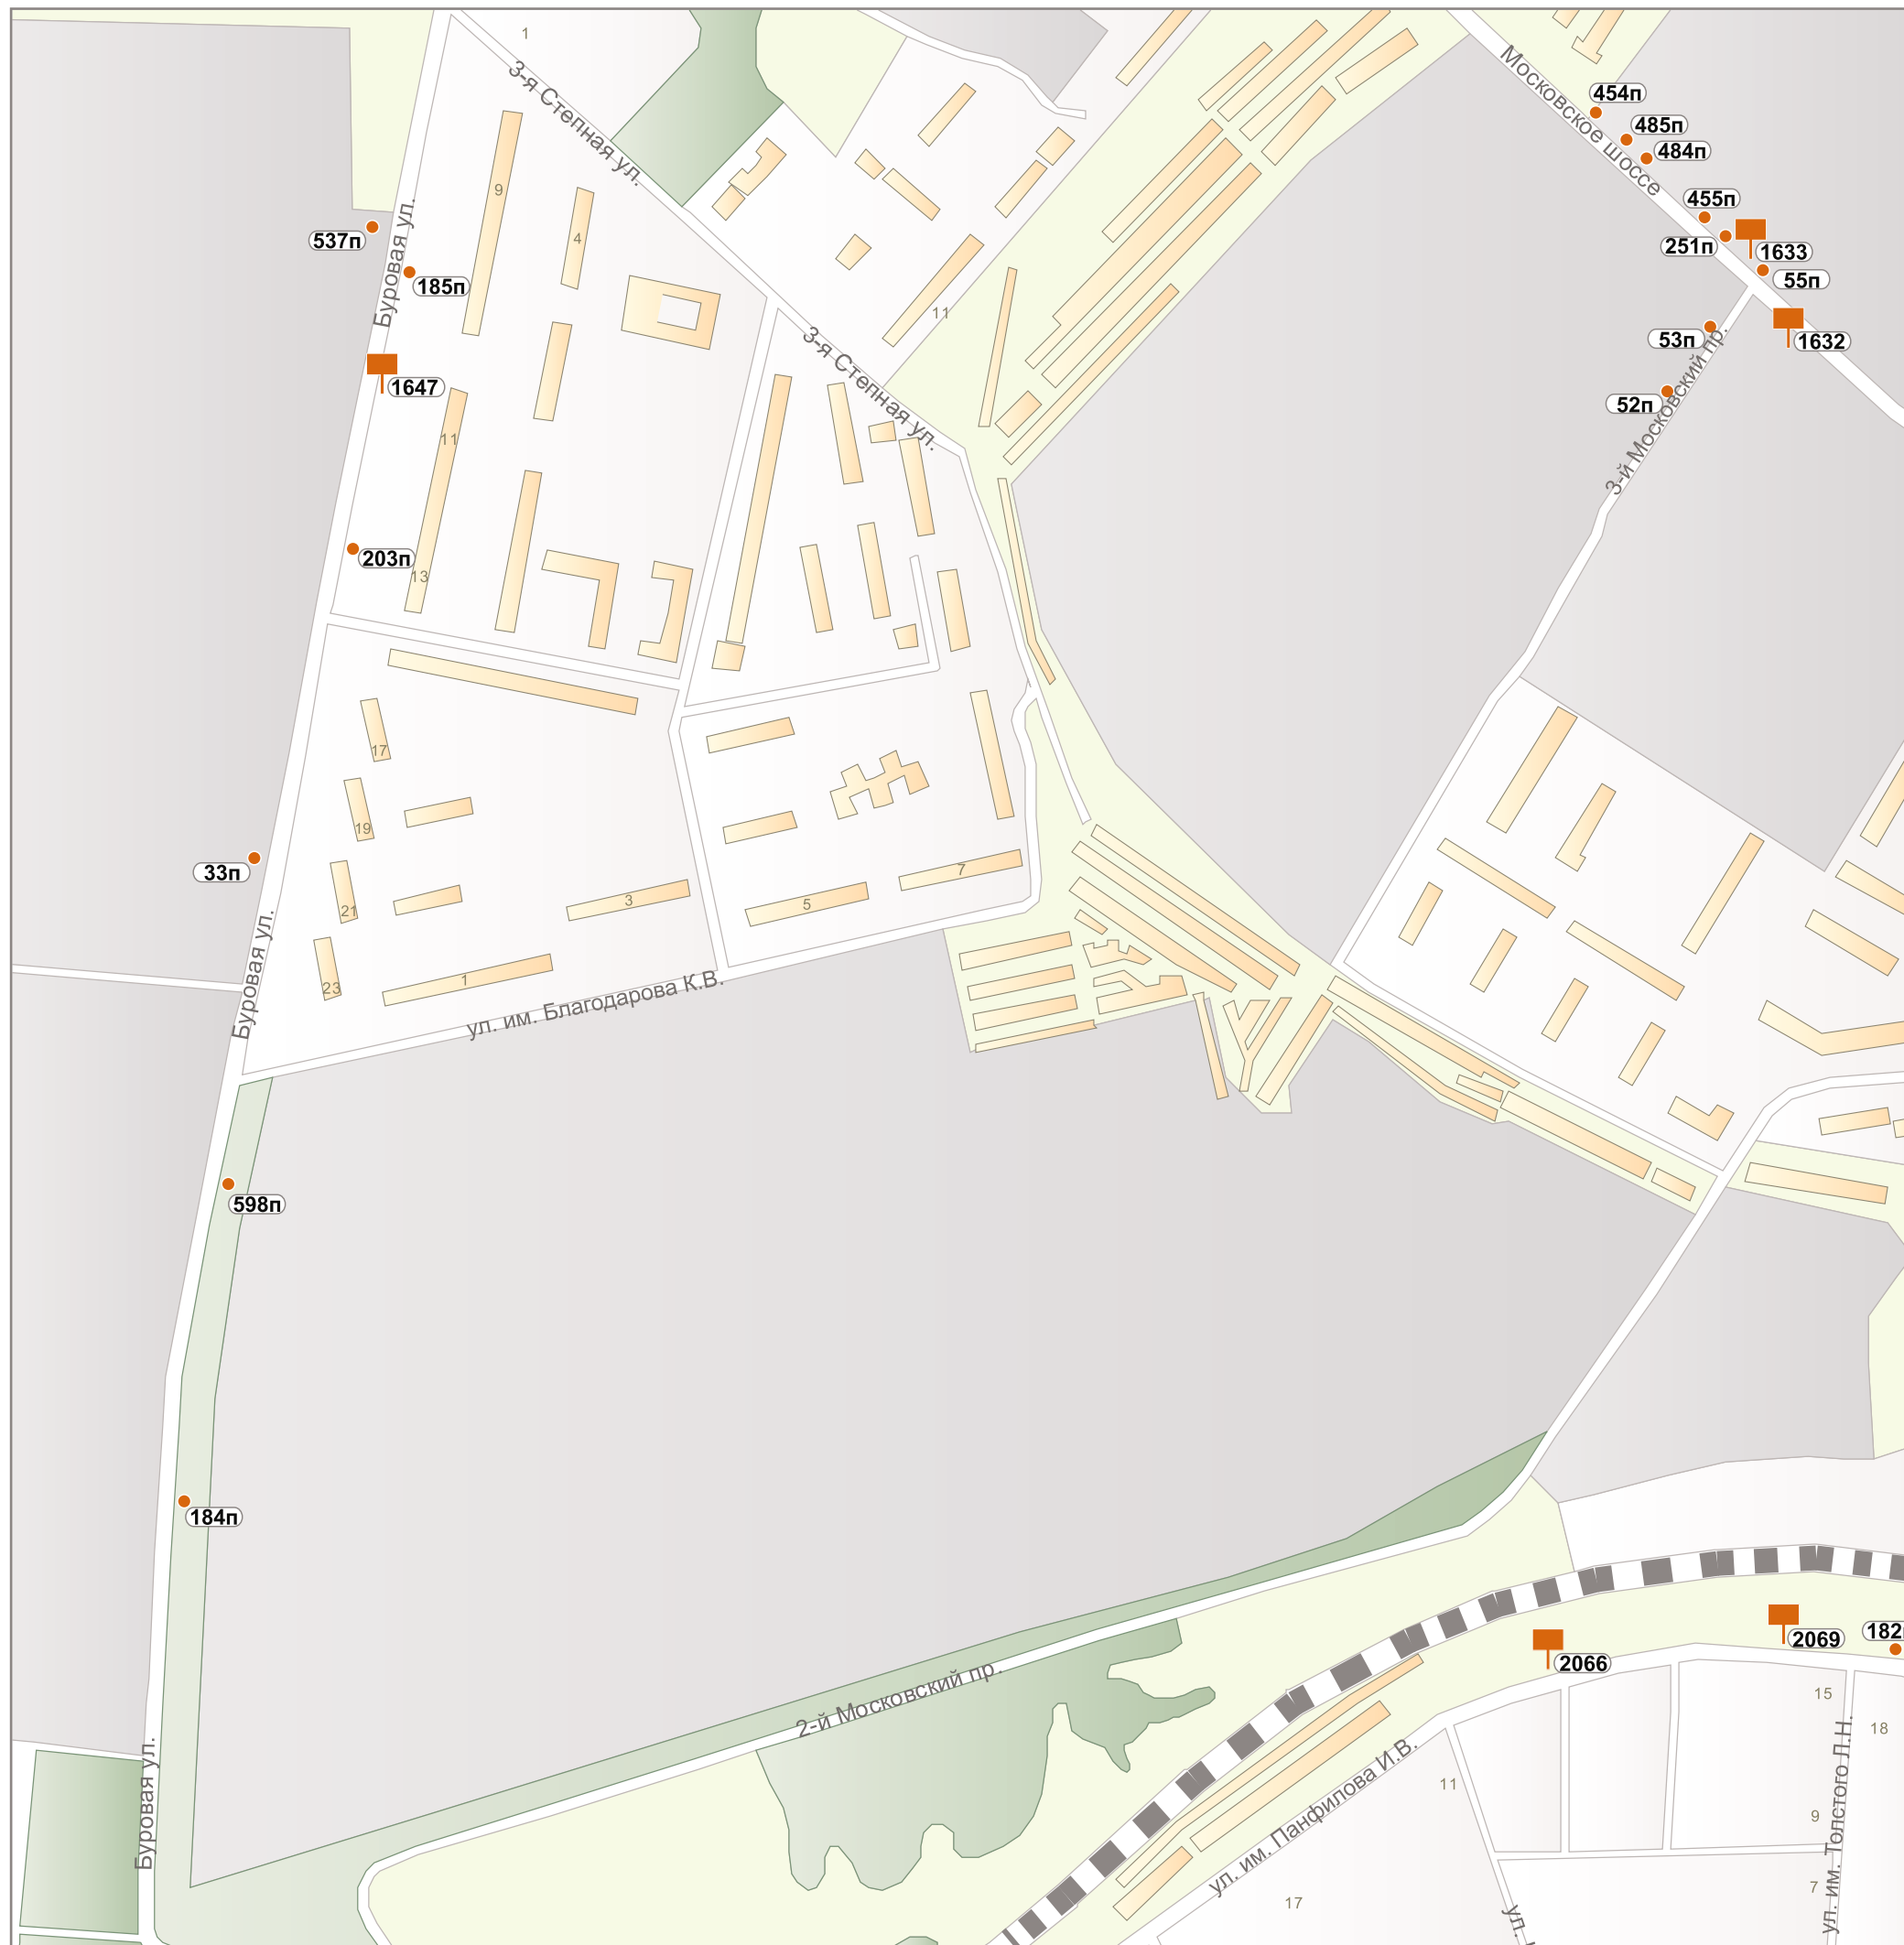 1
3-я Степная ул.
Московское шоссе
454п
485п
484п
9
4
455п
251п
1633
55п
537п
185п
Буровая ул.
11
3-я Степная ул.
53п
1632
1647
52п
3-й Московский пр.
11
203п
13
17
19
33п
21
3
5
7
Буровая ул.
23
1
ул. им. Благодарова К.В.
598п
184п
2-й Московский пр.
2069
182
2066
15
18
Буровая ул.
11
ул. им. Панфилова И.В.
9
ул. им. Толстого Л.Н.
7
17
ул.